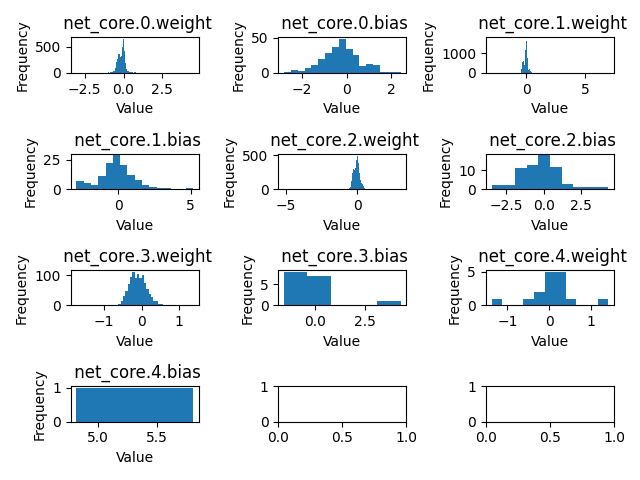 net_core.0.weight
net_core.0.bias
net_core.1.weight
Frequency
500
0
−2.5
0.0
2.5
Value
Frequency
50
0
−2
0
2
Value
Frequency
1000
0
0
5
Value
net_core.1.bias
net_core.2.weight
net_core.2.bias
Frequency
25
0
0
5
Value
Frequency
500
0
−5
0
Value
Frequency
10
0
−2.5
0.0
2.5
Value
net_core.3.weight
net_core.3.bias
net_core.4.weight
Frequency
100
0
−1
0
1
Value
Frequency
5
0
0.0
2.5
Value
Frequency
5
0
−1
0
1
Value
net_core.4.bias
Frequency
1
0
5.0
5.5
Value
1
0
0.0
0.5
1.0
1
0
0.0
0.5
1.0